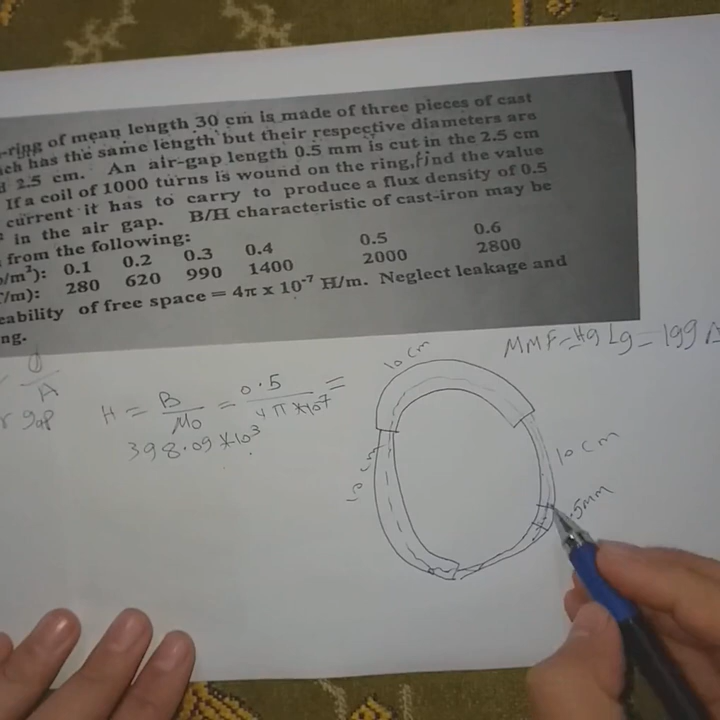 -ring of mean length 30 cm is made of three pieces of cast
ch has the same length but their respective diameters are
d 2.5 cm. An air-gap length 0.5 mm is cut in the 2.5 cm
If a coil of 1000 turns is wound on the ring, find the value
current it has to carry to produce a flux density of 0.5
² in the air gap. B/H characteristic of cast-iron may be
from the following:
/m²): 0.1 0.2 0.3 0.4 0.5 0.6
/m): 280 620 990 1400 2000 2800
eability of free space = 4π x 10⁻⁷ H/m. Neglect leakage and
ng.
MMF = Hg Lg = 199 A
10 cm
A
r gap
H = B/M0 = 0.5/4π*10⁻⁷ =
398.09*10³
10 cm
10 cm
.5mm